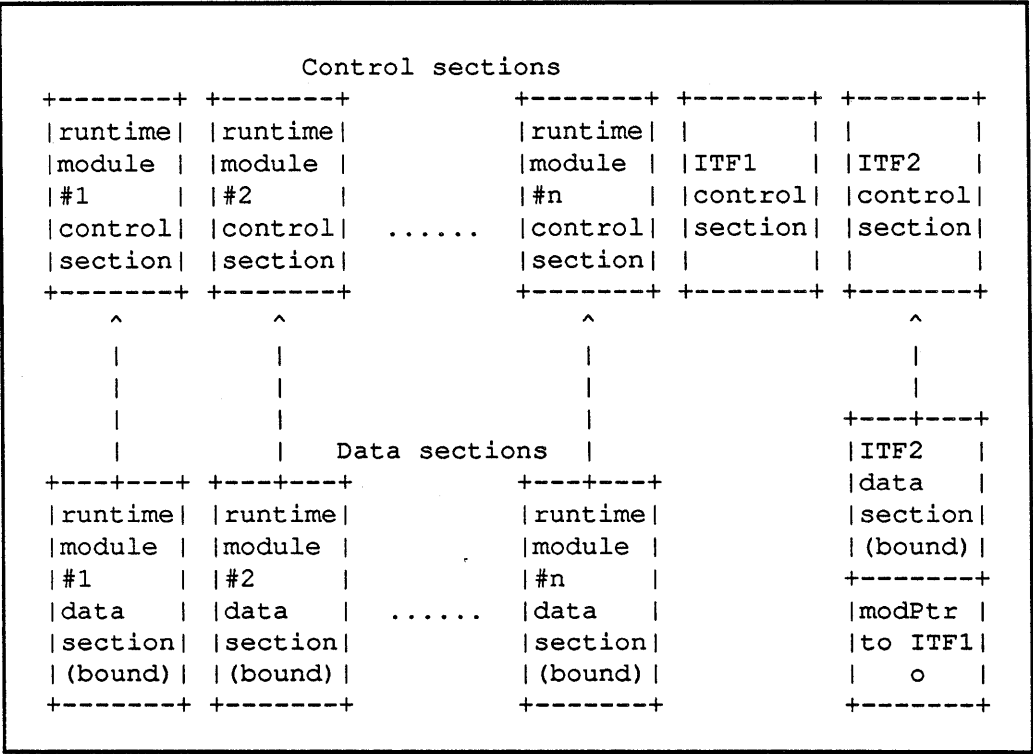 Control sections
+-------+ +-------+          +-------+ +-------+ +-------+
|runtime| |runtime|          |runtime| |       | |       |
|module | |module |          |module | |ITF1   | |ITF2   |
|#1     | |#2     |          |#n     | |control| |control|
|control| |control|  ......  |control| |section| |section|
|section| |section|          |section| |       | |       |
+-------+ +-------+          +-------+ +-------+ +-------+
    ^         ^                  ^                   ^
    |         |                  |                   |
    |         |                  |                   |
    |         |                  |               +---+---+
    |         |   Data sections  |               |ITF2   |
+---+---+ +---+---+          +---+---+           |data   |
|runtime| |runtime|          |runtime|           |section|
|module | |module |          |module |           |(bound)|
|#1     | |#2     |          |#n     |           +-------+
|data   | |data   |  ......  |data   |           |modPtr |
|section| |section|          |section|           |to ITF1|
|(bound)| |(bound)|          |(bound)|           |   o   |
+-------+ +-------+          +-------+           +-------+